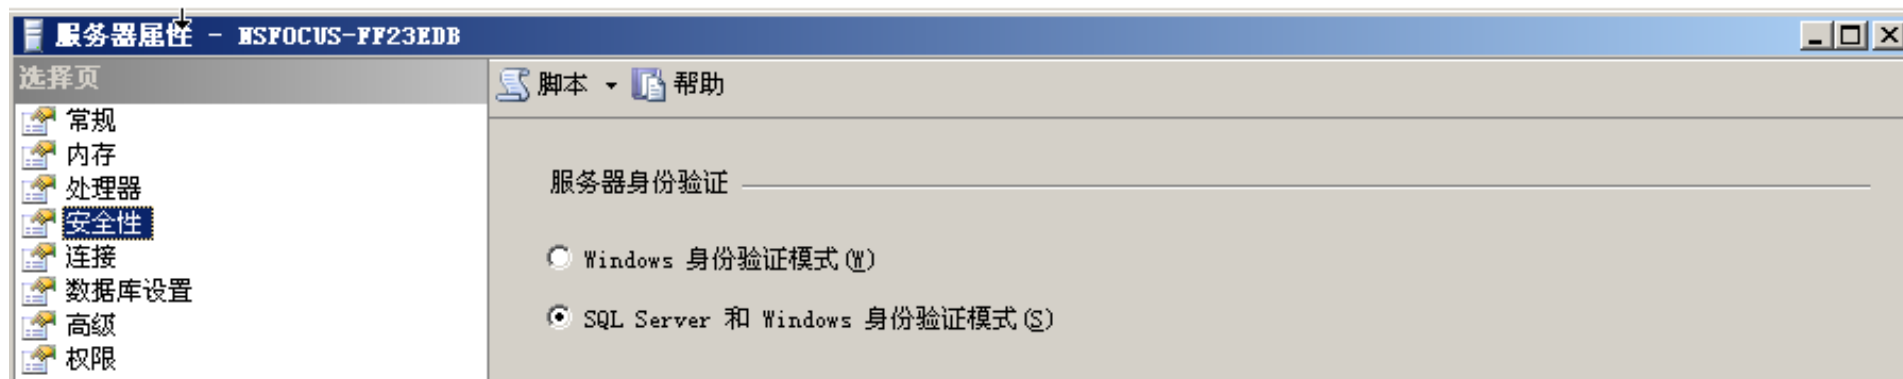 服务器属性 - NSFOCUS-FF23EDB
选择页
常规
内存
处理器
安全性
连接
数据库设置
高级
权限
脚本 帮助
服务器身份验证
Windows 身份验证模式(W)
SQL Server 和 Windows 身份验证模式(S)